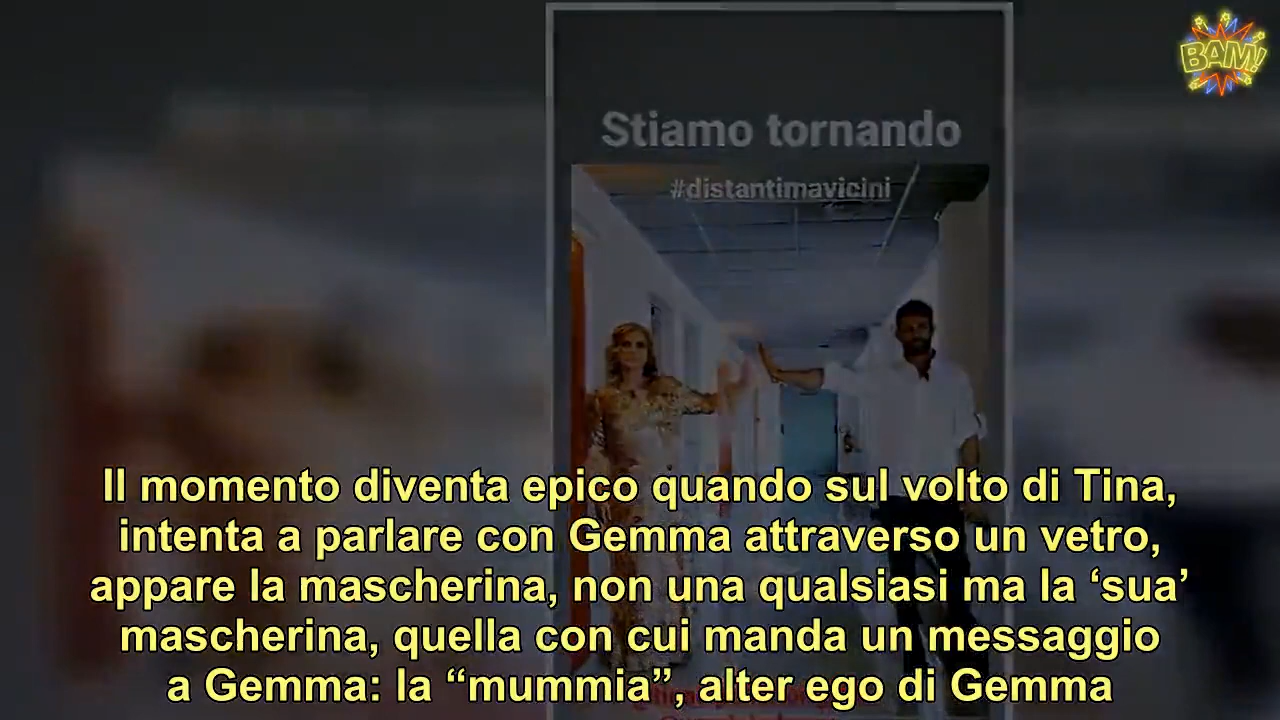 BAM!
Stiamo tornando
#distantimavicini
Il momento diventa epico quando sul volto di Tina,
intenta a parlare con Gemma attraverso un vetro,
appare la mascherina, non una qualsiasi ma la ‘sua’
mascherina, quella con cui manda un messaggio
a Gemma: la “mummia”, alter ego di Gemma